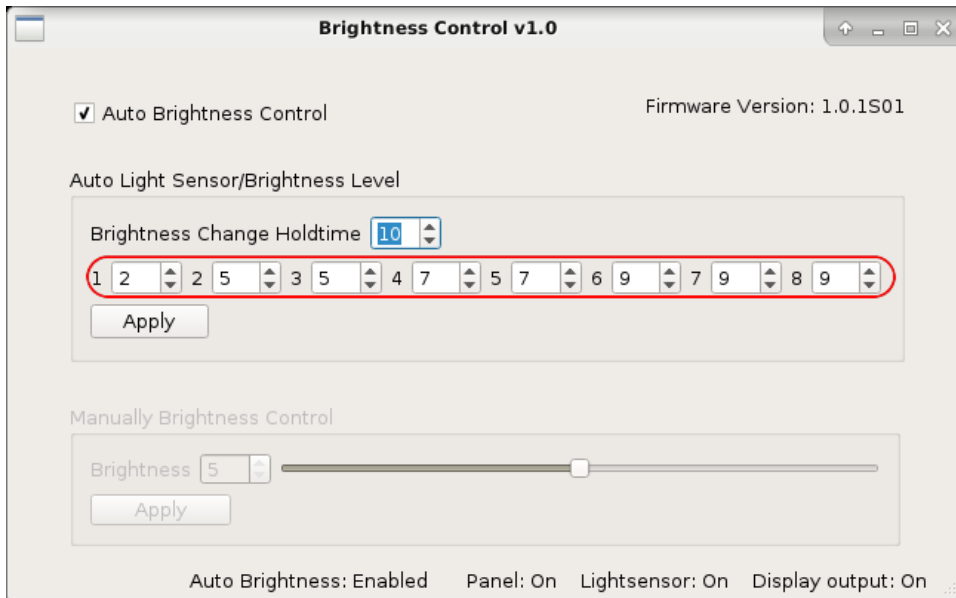 Brightness Control v1.0
Auto Brightness Control
Firmware Version: 1.0.1S01
Auto Light Sensor/Brightness Level
Brightness Change Holdtime 10
1 2 2 5 3 5 4 7 5 7 6 9 7 9 8 9
Apply
Manually Brightness Control
Brightness 5
Apply
Auto Brightness: Enabled Panel: On Lightsensor: On Display output: On